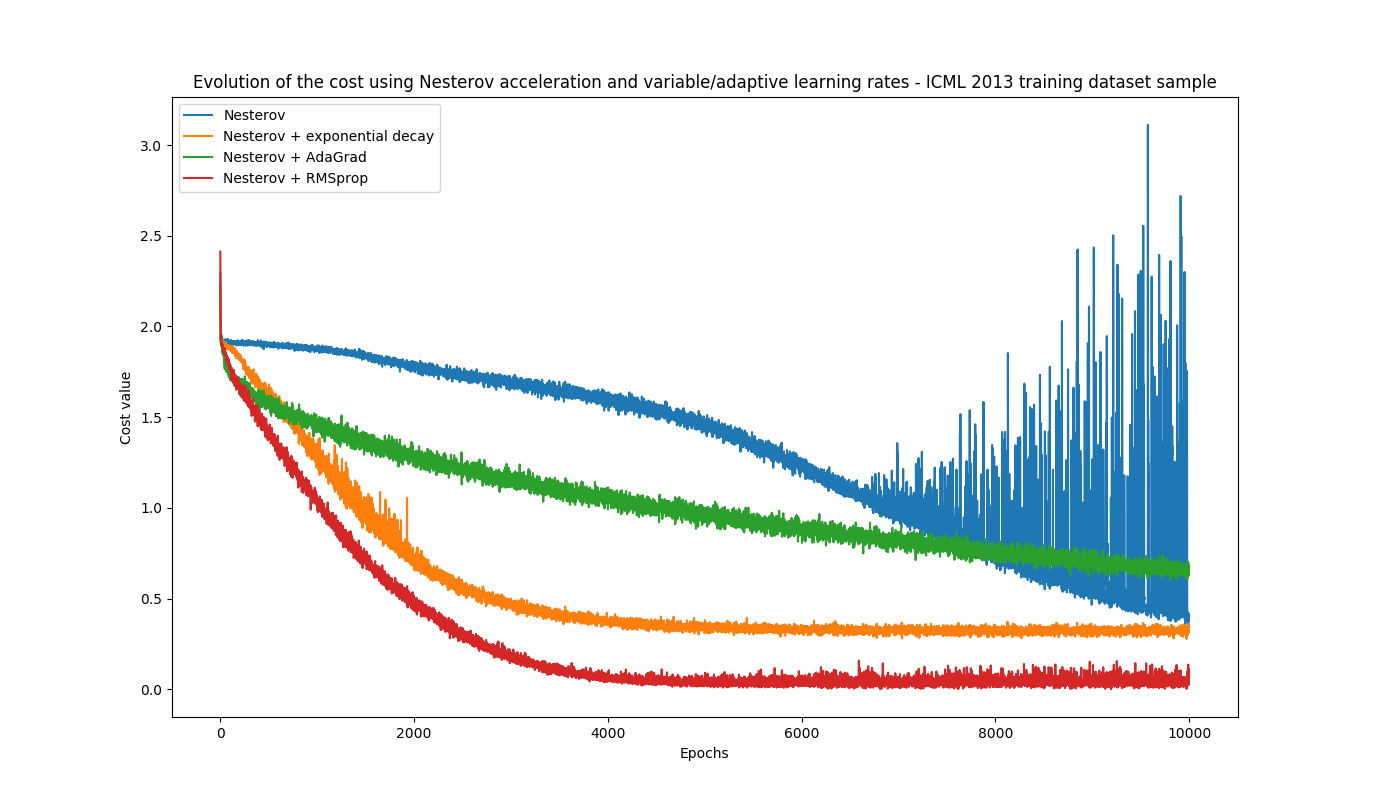 Evolution of the cost using Nesterov acceleration and variable/adaptive learning rates - ICML 2013 training dataset sample
Nesterov
Nesterov + exponential decay
Nesterov + AdaGrad
Nesterov + RMSprop
3.0
2.5
2.0
1.5
1.0
0.5
0.0
Cost value
0 2000 4000 6000 8000 10000
Epochs